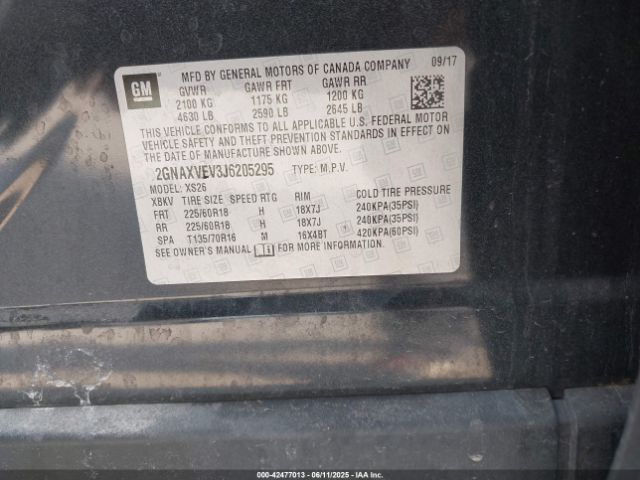 GM
MFD BY GENERAL MOTORS OF CANADA COMPANY 09/17
GVWR GAWR FRT GAWR RR
2100 KG 1175 KG 1200 KG
4630 LB 2590 LB 2645 LB
THIS VEHICLE CONFORMS TO ALL APPLICABLE U.S. FEDERAL MOTOR
VEHICLE SAFETY AND THEFT PREVENTION STANDARDS IN EFFECT ON
THE DATE OF MANUFACTURE SHOWN ABOVE.
2GNAXVEV3J6205295 TYPE: M.P.V.
MODEL: XS26
XBKV TIRE SIZE SPEED RTG RIM COLD TIRE PRESSURE
FRT 225/60R18 H 18X7J 240KPA(35PSI)
RR 225/60R18 H 18X7J 240KPA(35PSI)
SPA T135/70R16 M 16X4BT 420KPA(60PSI)
SEE OWNER'S MANUAL FOR MORE INFORMATION.
000-42477013 - 06/11/2025 - IAAI.COM